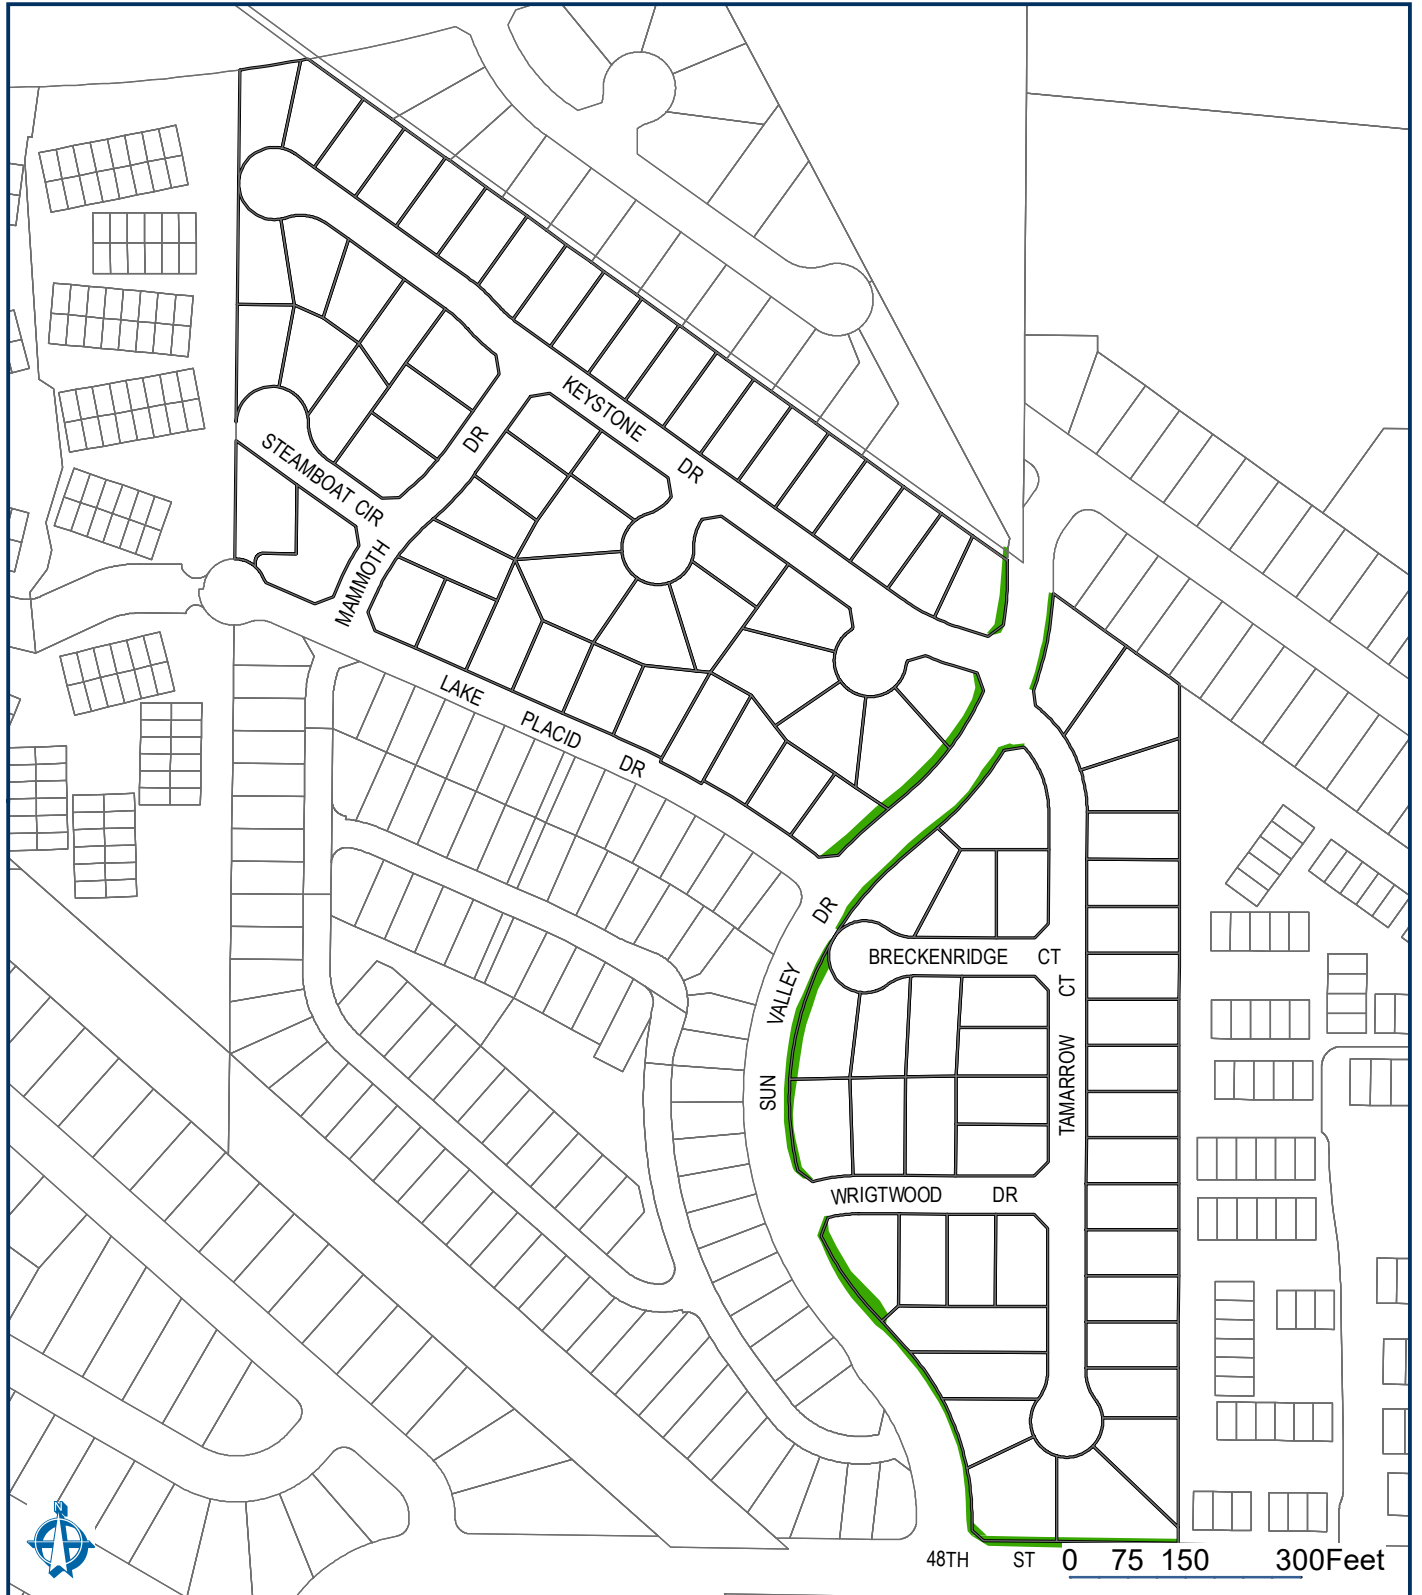 KEYSTONE DR
DR
STEAMBOAT CIR
MAMMOTH
LAKE PLACID DR
DR
VALLEY
SUN
BRECKENRIDGE CT
CT
TAMARROW
WRIGTWOOD DR
N
48TH ST
0 75 150 300Feet